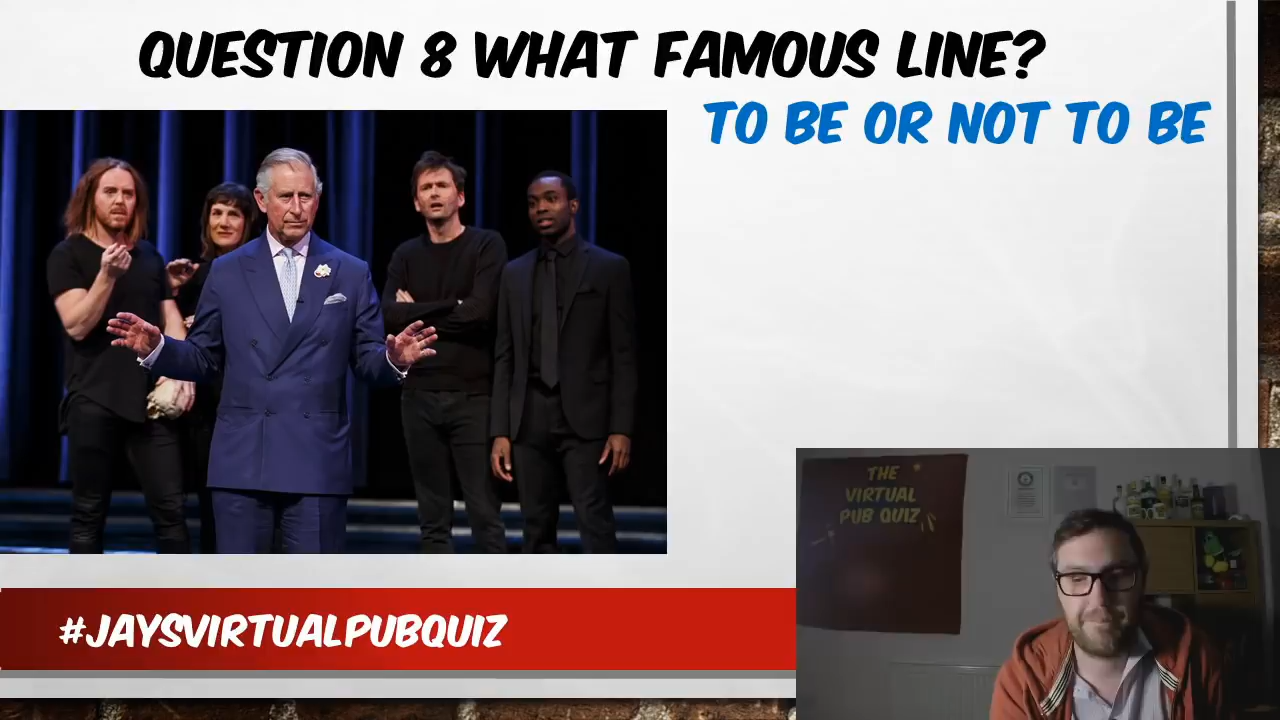 QUESTION 8 WHAT FAMOUS LINE?
TO BE OR NOT TO BE
THE
VIRTUAL
PUB QUIZ
#JAYSVIRTUALPUBQUIZ